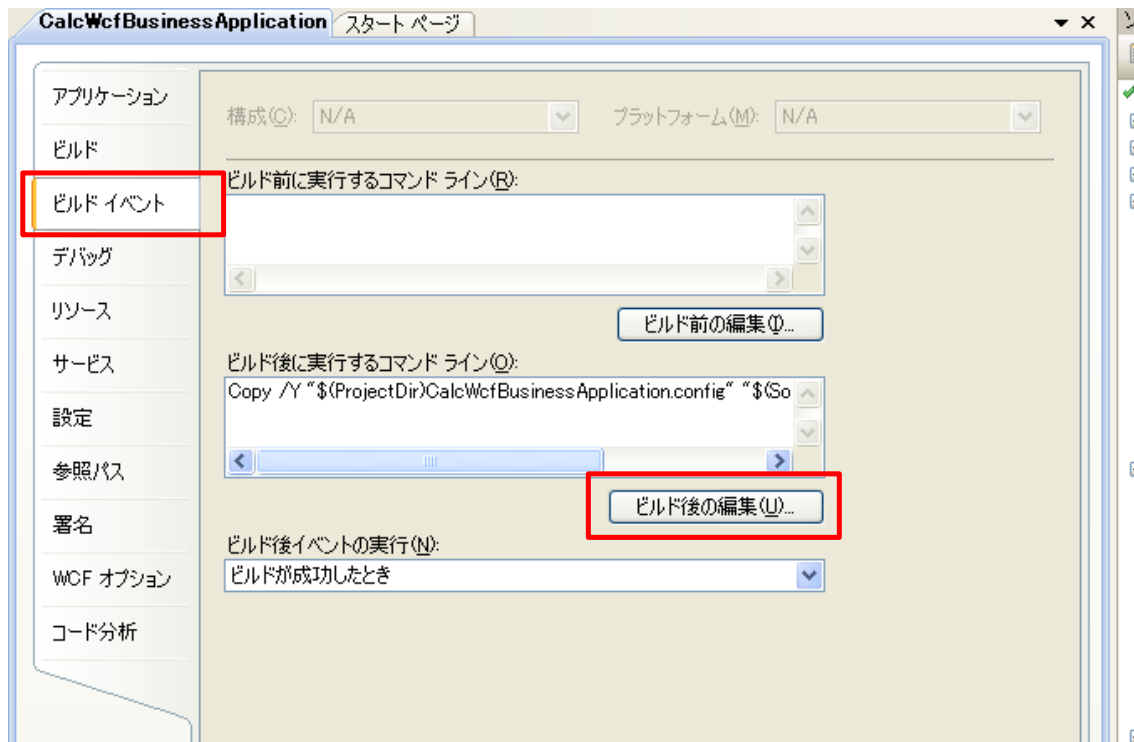 CalcWcfBusinessApplication スタート ページ
アプリケーション
ビルド
ビルド イベント
デバッグ
リソース
サービス
設定
参照パス
署名
WCF オプション
コード分析
構成(C): N/A プラットフォーム(M): N/A
ビルド前に実行するコマンド ライン(R):
ビルド前の編集(I)...
ビルド後に実行するコマンド ライン(O):
Copy /Y "$(ProjectDir)CalcWcfBusinessApplication.config" "$(So
ビルド後の編集(U)...
ビルド後イベントの実行(N):
ビルドが成功したとき